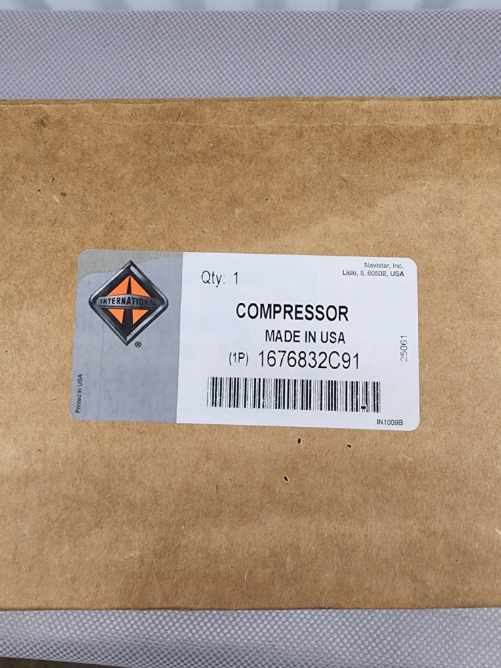 Navistar, Inc.
Lisle, IL 60532, USA
Qty: 1
INTERNATIONAL
®
COMPRESSOR
MADE IN USA
(1P) 1676832C91
25061
Printed in USA
IN1009B